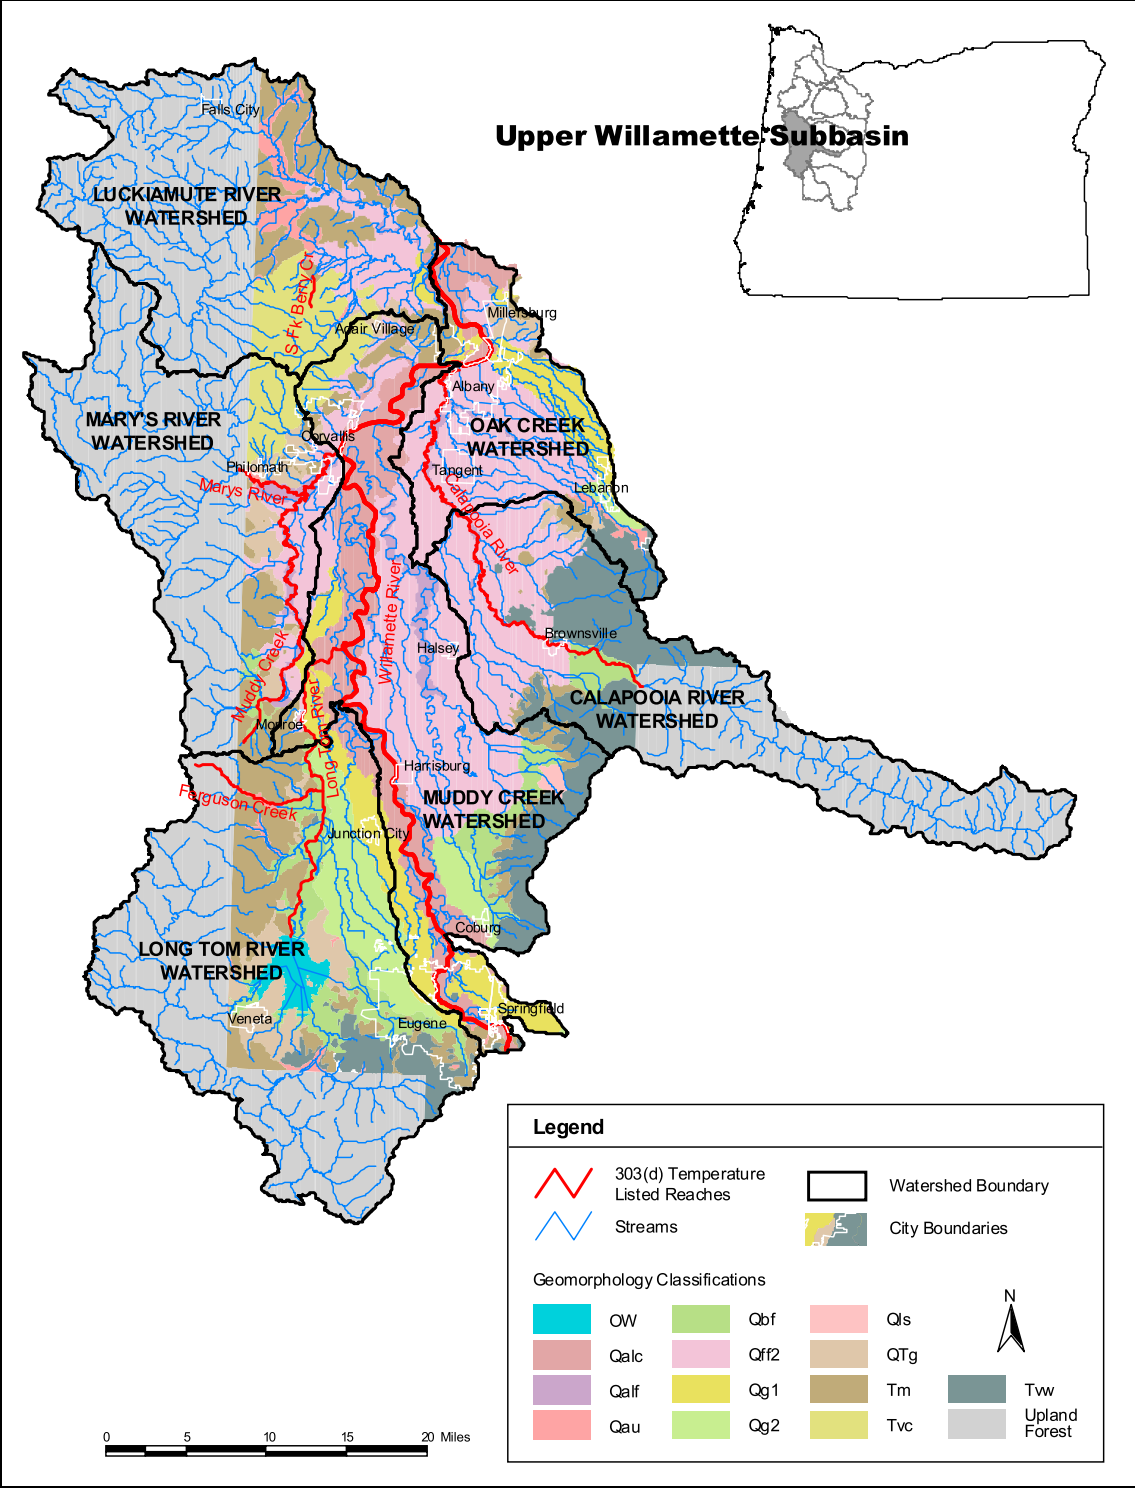 Upper Willamette Subbasin
Falls City
LUCKIAMUTE RIVER
WATERSHED
S Fk Berry Cr
Adair Village
Millersburg
Albany
MARY'S RIVER
WATERSHED
OAK CREEK
WATERSHED
Corvallis
Philomath
Tangent
Marys River
Lebanon
Calapooia River
Willamette River
Brownsville
Halsey
Muddy Creek
CALAPOOIA RIVER
WATERSHED
Monroe
Long Tom River
Harrisburg
Ferguson Creek
MUDDY CREEK
WATERSHED
Junction City
Coburg
LONG TOM RIVER
WATERSHED
Springfield
Veneta
Eugene
Legend
303(d) Temperature
Listed Reaches
Watershed Boundary
Streams
City Boundaries
Geomorphology Classifications
N
OW
Qbf
Qls
Qalc
Qff2
QTg
Qalf
Qg1
Tm
Tvw
Qau
Qg2
Tvc
Upland
Forest
0 5 10 15 20 Miles